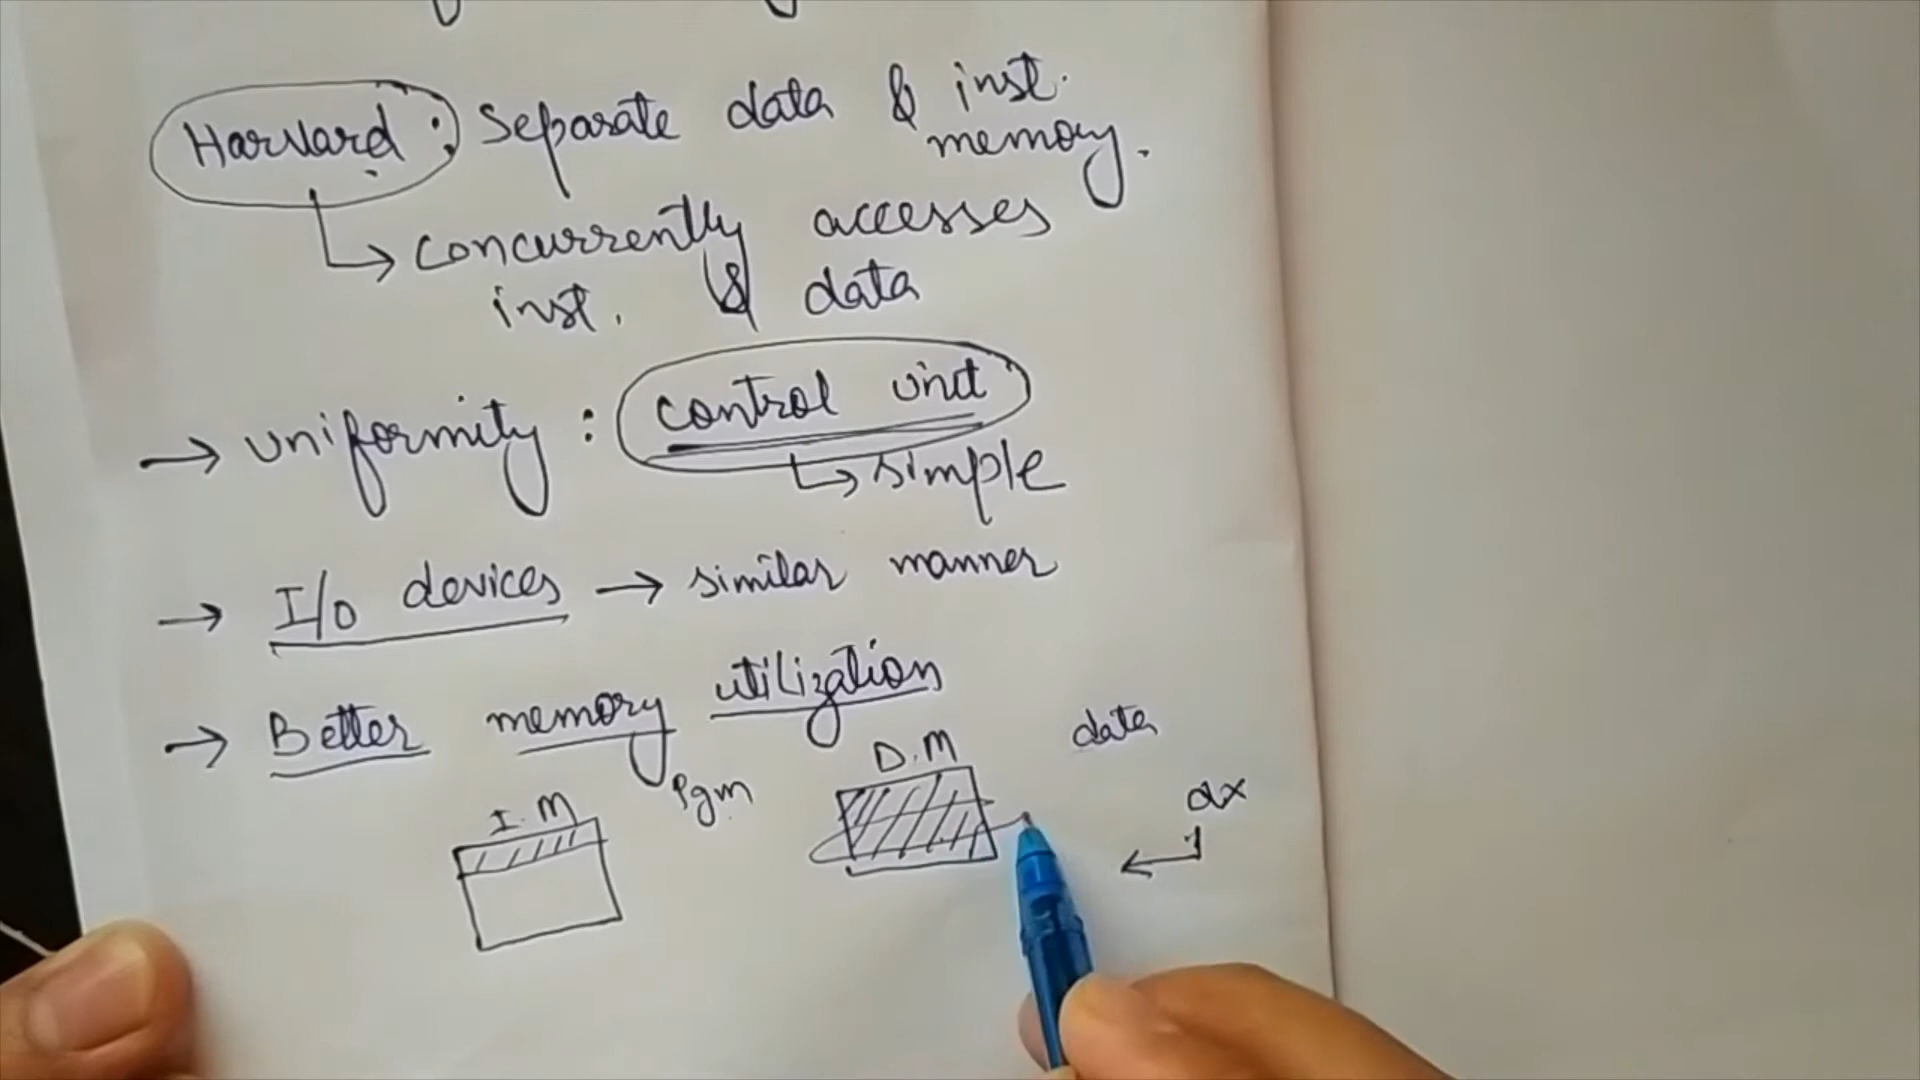 Harvard : Separate data & inst.
memory.
↳ concurrently accesses
inst. & data
→ uniformity : control unit
↳ simple
→ I/O devices → similar manner
→ Better memory utilization
I.M Pgm D.M data